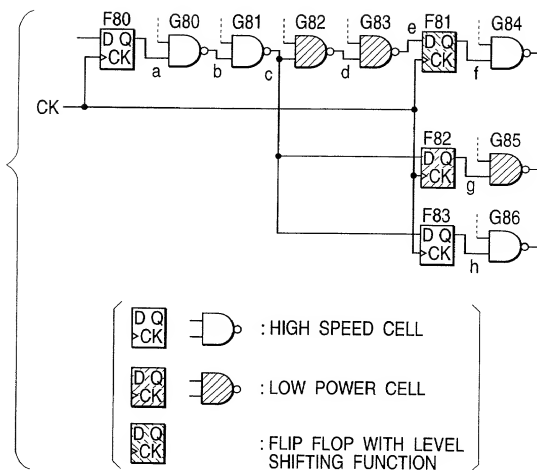 F80 G80 G81 G82 G83 e F81 G84
D Q CK a b c d D Q CK f
CK
F82 G85
D Q CK g
F83 G86
D Q CK h
D Q CK : HIGH SPEED CELL
D Q CK : LOW POWER CELL
D Q CK : FLIP FLOP WITH LEVEL
SHIFTING FUNCTION